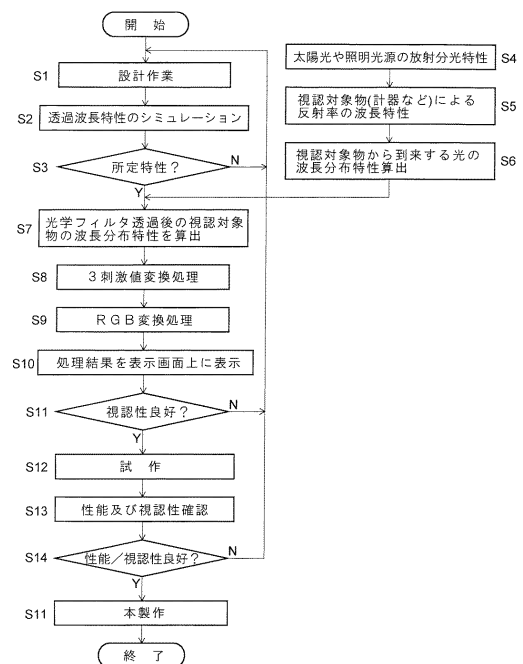 開 始
S1
設計作業
S2
透過波長特性のシミュレーション
S3
所定特性？
N
Y
太陽光や照明光源の放射分光特性
S4
視認対象物(計器など)による
反射率の波長特性
S5
視認対象物から到来する光の
波長分布特性算出
S6
S7
光学フィルタ透過後の視認対象
物の波長分布特性を算出
S8
３刺激値変換処理
S9
ＲＧＢ変換処理
S10
処理結果を表示画面上に表示
S11
視認性良好？
N
Y
S12
試 作
S13
性能及び視認性確認
S14
性能／視認性良好？
N
Y
S11
本製作
終 了